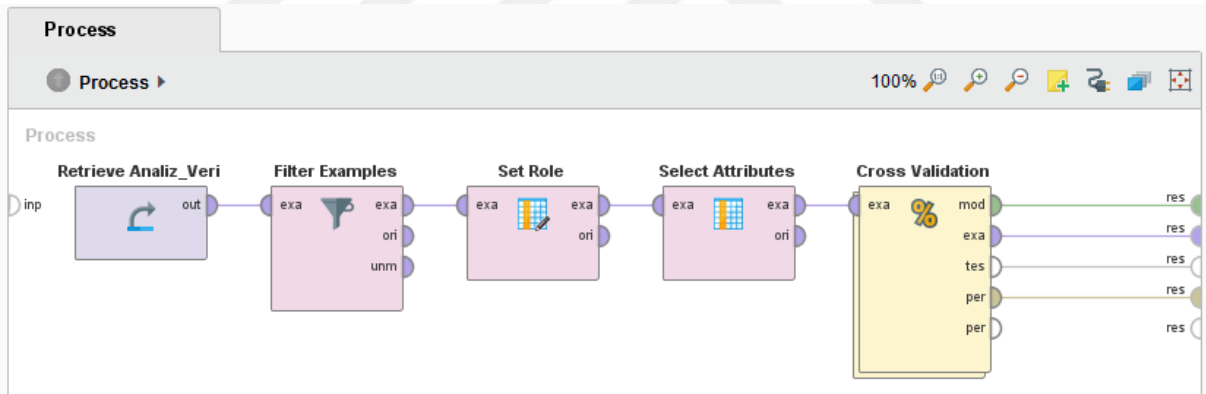 Process
Process
100%
Process
Retrieve Analiz_Veri
Filter Examples
Set Role
Select Attributes
Cross Validation
inp
out
exa
exa
ori
unm
exa
exa
ori
exa
exa
ori
exa
mod
exa
tes
per
per
res
res
res
res
res